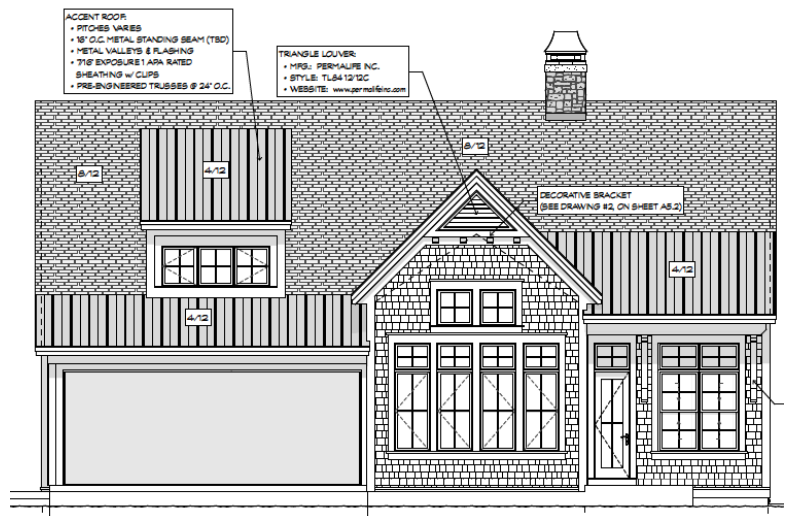 ACCENT ROOF:
• PITCHES VARIES
• 18" O.C. METAL STANDING SEAM (TBD)
• METAL VALLEYS & FLASHING
• 7/16" EXPOSURE 1 APA RATED
SHEATHING w/ CLIPS
• PRE-ENGINEERED TRUSSES @ 24" O.C.
TRIANGLE LOUVER:
• MFG.: PERMALIFE INC.
• STYLE: TL84 12/12C
• WEBSITE: www.permalifeinc.com
8/12
4/12
8/12
DECORATIVE BRACKET
(SEE DRAWING #2, ON SHEET A5.2)
4/12
4/12